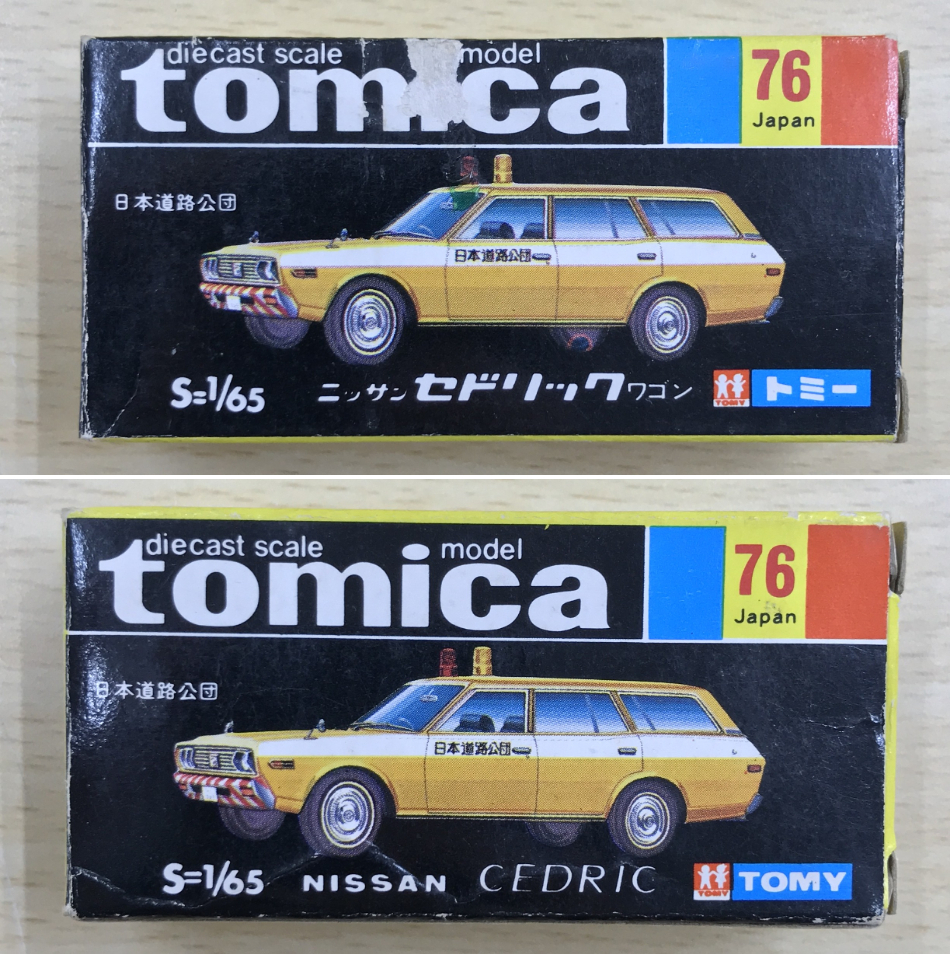 diecast scale model
tomica
76
Japan
日本道路公団
日本道路公団
S=1/65 ニッサン セドリック ワゴン TOMY トミー
diecast scale model
tomica
76
Japan
日本道路公団
日本道路公団
S=1/65 NISSAN CEDRIC TOMY